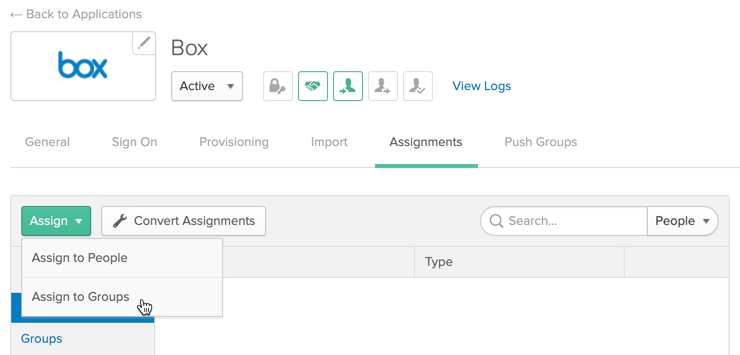 ← Back to Applications
box
Box
Active
View Logs
General Sign On Provisioning Import Assignments Push Groups
Assign Convert Assignments Search... People
Assign to People
Type
Assign to Groups
Groups